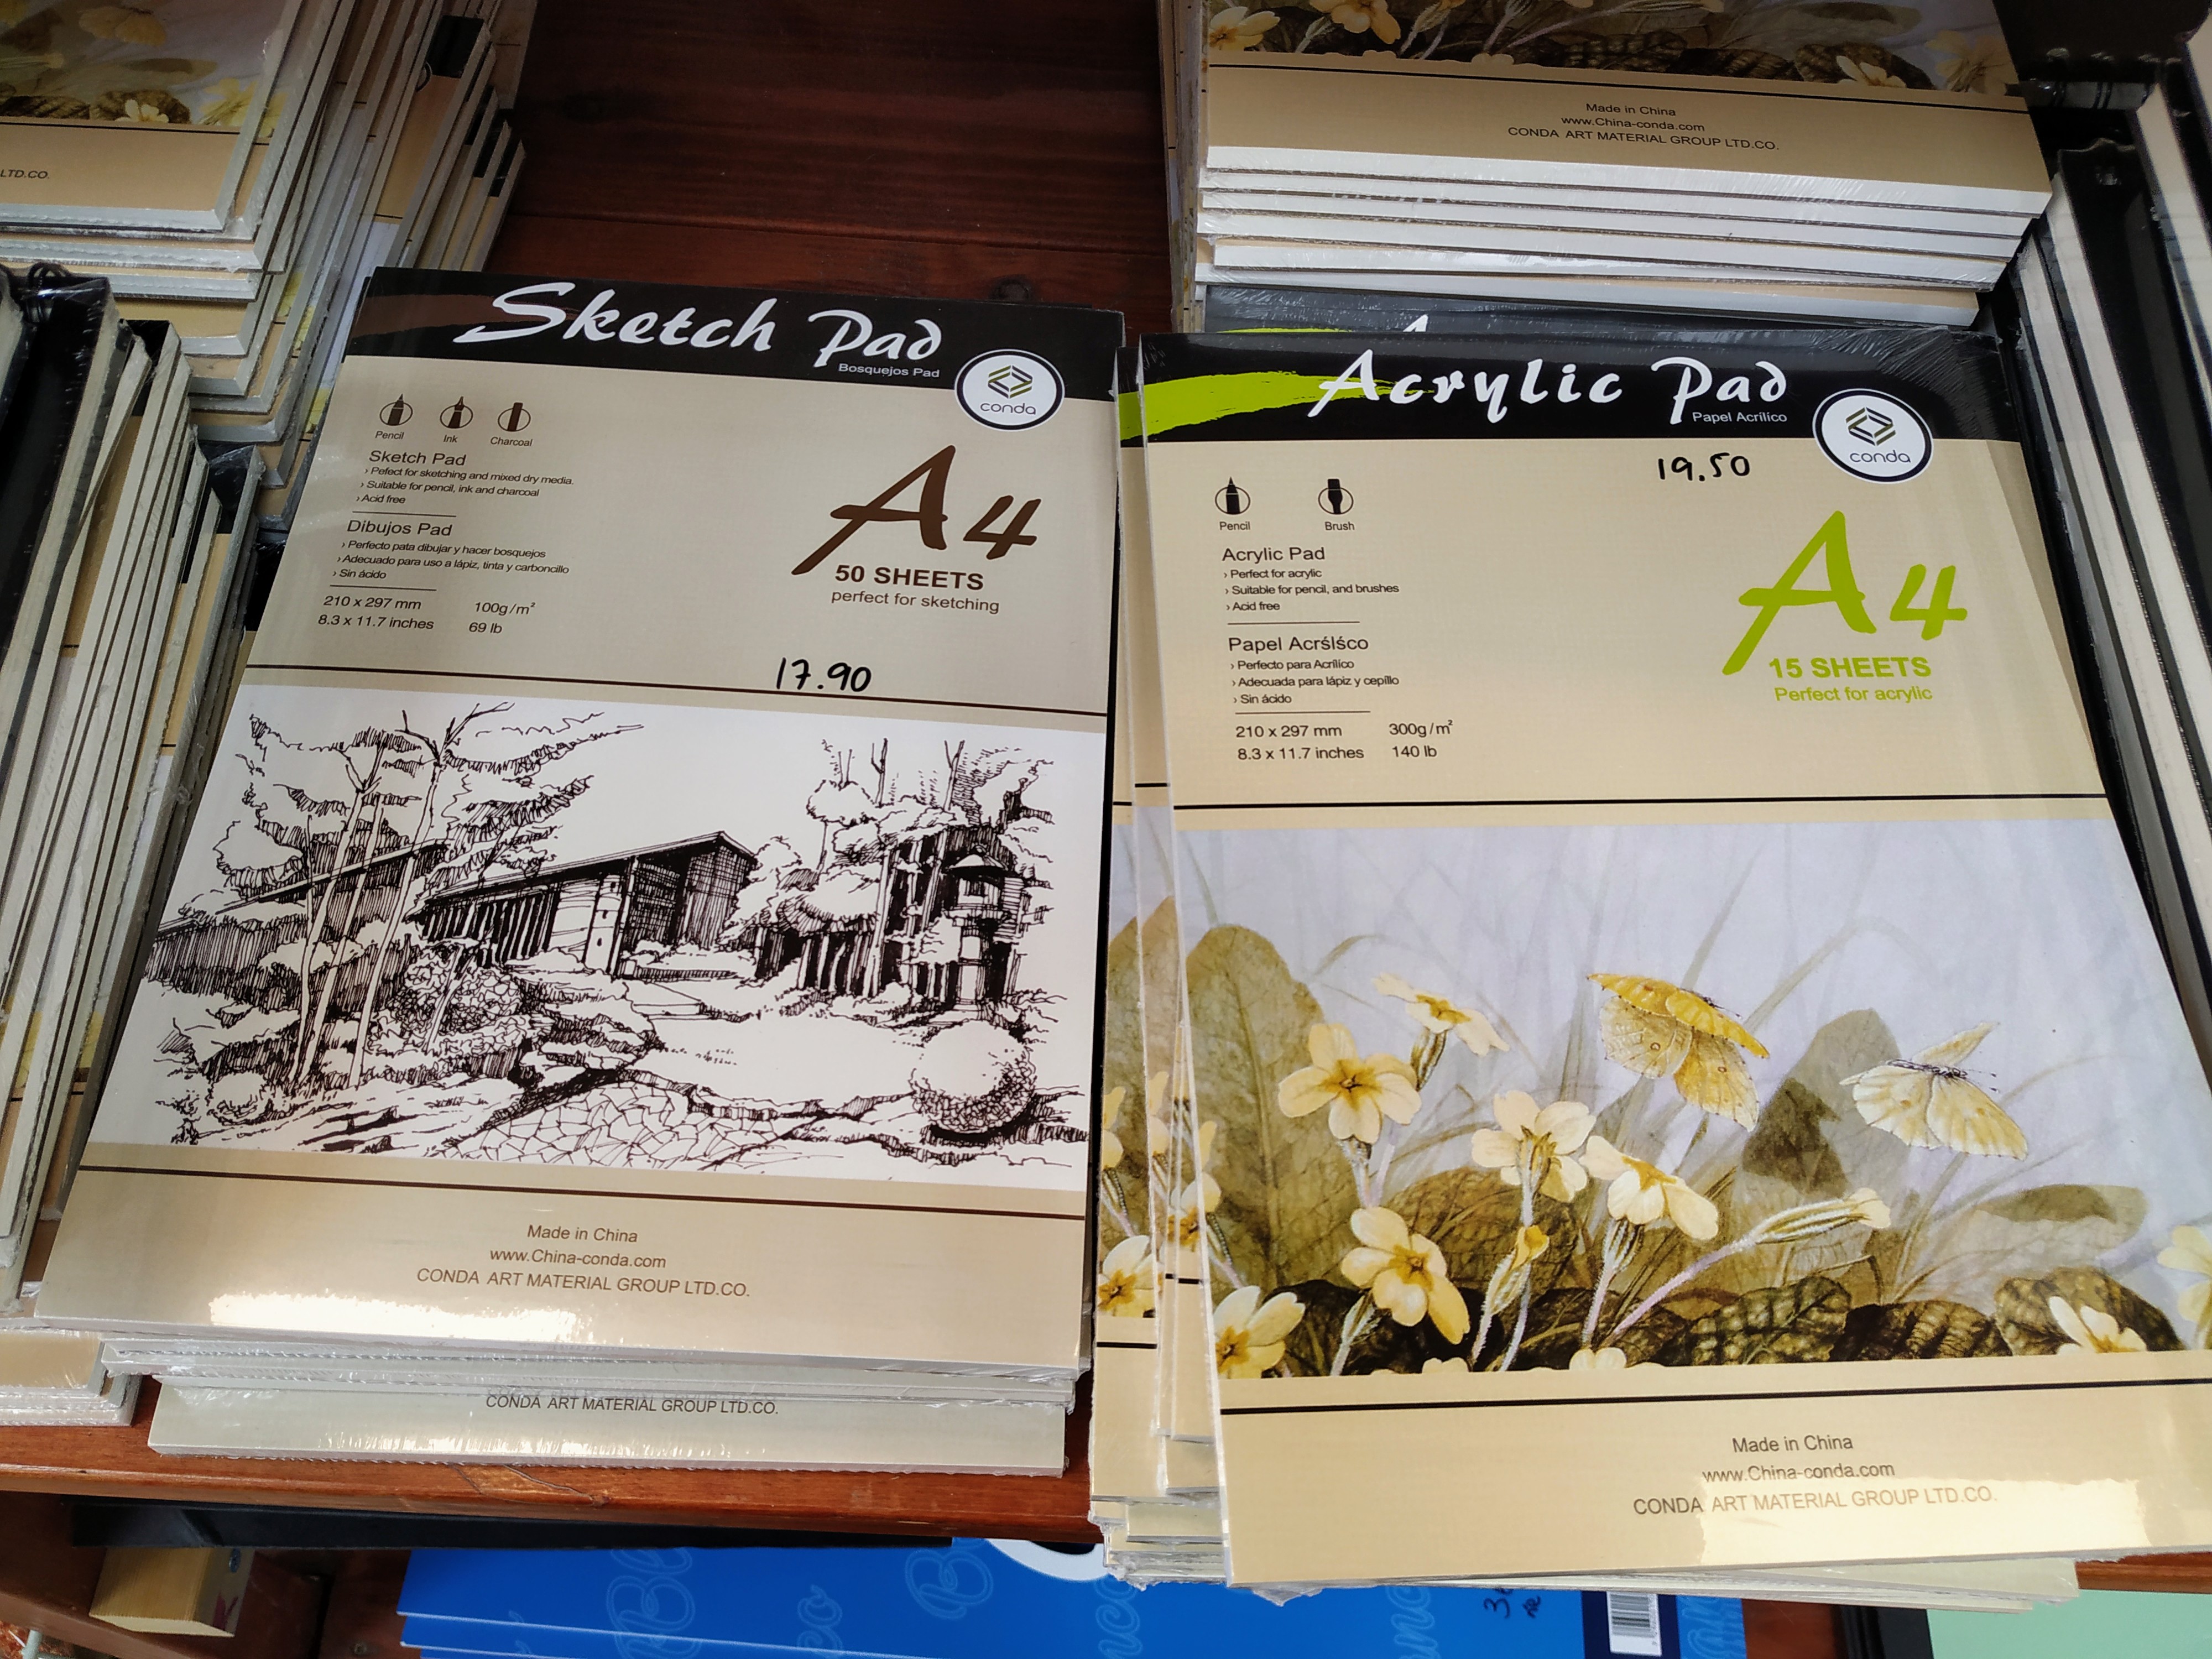 LTD.CO.
Made in China
www.China-conda.com
CONDA ART MATERIAL GROUP LTD.CO.
Sketch Pad
Bosquejos Pad
conda
Pencil
Ink
Charcoal
Sketch Pad
› Pefect for sketching and mixed dry media.
› Suitable for pencil, ink and charcoal
› Acid free
Dibujos Pad
› Perfecto pata dibujar y hacer bosquejos
› Adecuado para uso a lápiz, tinta y carboncillo
› Sin ácido
210 x 297 mm 100g/m²
8.3 x 11.7 inches 69 lb
A4
50 SHEETS
perfect for sketching
17.90
Made in China
www.China-conda.com
CONDA ART MATERIAL GROUP LTD.CO.
CONDA ART MATERIAL GROUP LTD.CO.
Acrylic Pad
Papel Acrílico
conda
19.50
Pencil
Brush
Acrylic Pad
› Perfect for acrylic
› Suitable for pencil, and brushes
› Acid free
Papel Acrślśco
› Perfecto para Acrílico
› Adecuada para lápiz y cepillo
› Sin ácido
210 x 297 mm 300g/m²
8.3 x 11.7 inches 140 lb
A4
15 SHEETS
Perfect for acrylic
Made in China
www.China-conda.com
CONDA ART MATERIAL GROUP LTD.CO.